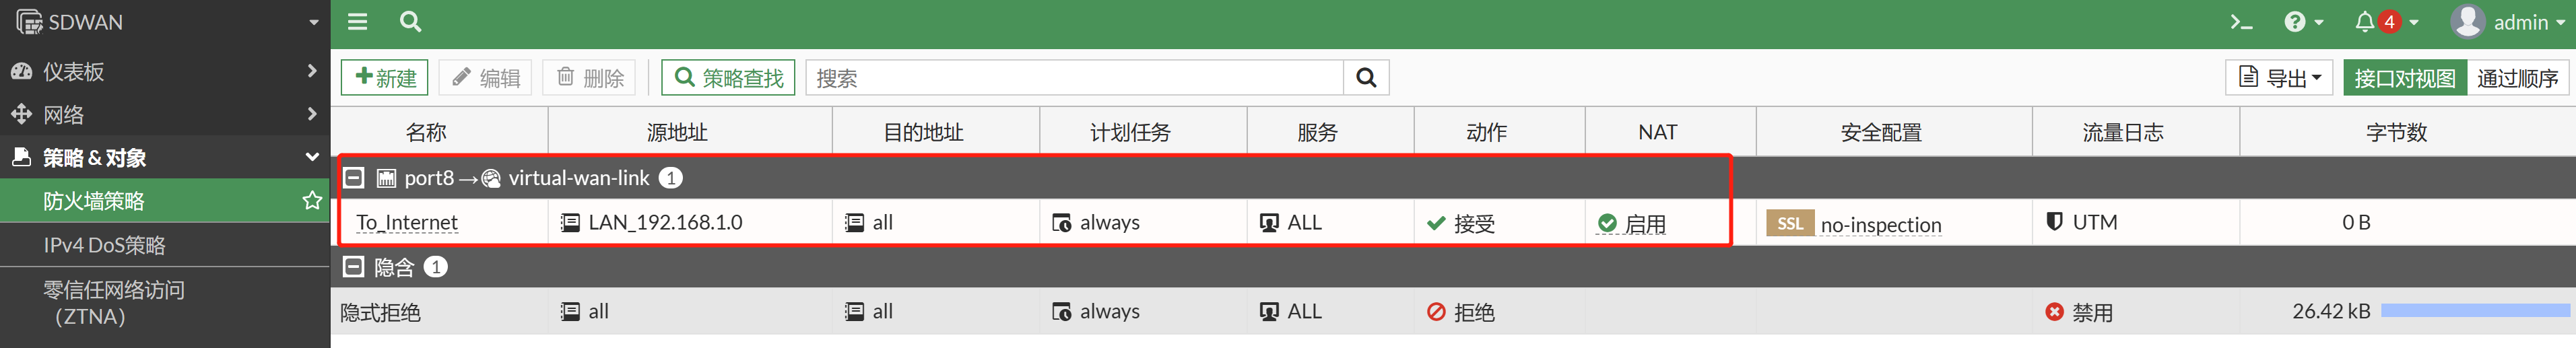 SDWAN
4
admin
仪表板
网络
策略 & 对象
防火墙策略
IPv4 DoS策略
零信任网络访问
（ZTNA）
新建 编辑 删除 策略查找 搜索 导出 接口对视图 通过顺序
名称 源地址 目的地址 计划任务 服务 动作 NAT 安全配置 流量日志 字节数
port8 → virtual-wan-link 1
To_Internet LAN_192.168.1.0 all always ALL 接受 启用 SSL no-inspection UTM 0 B
隐含 1
隐式拒绝 all all always ALL 拒绝 禁用 26.42 kB